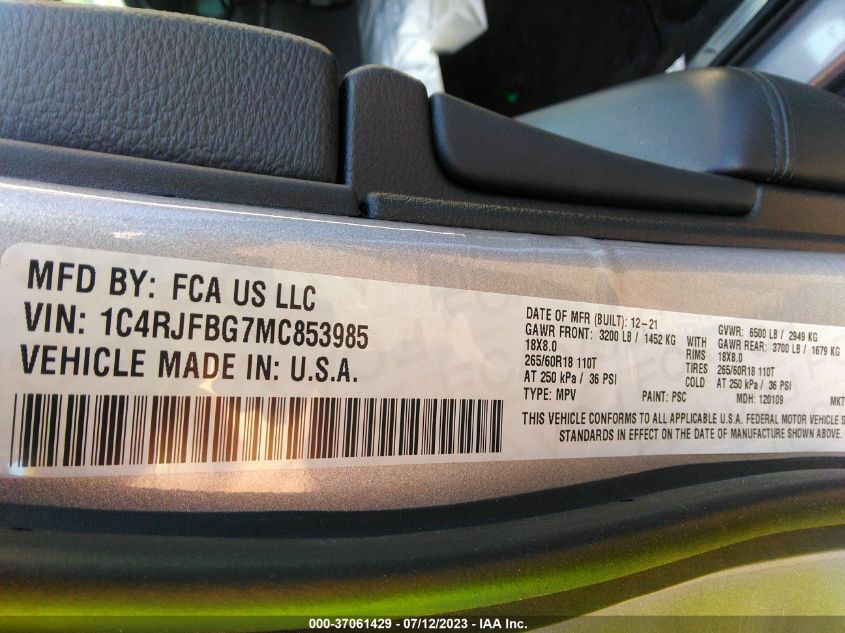 MFD BY: FCA US LLC
VIN: 1C4RJFBG7MC853985
VEHICLE MADE IN: U.S.A.
DATE OF MFR (BUILT): 12-21 GVWR: 6500 LB / 2949 KG
GAWR FRONT: 3200 LB / 1452 KG WITH GAWR REAR: 3700 LB / 1679 KG
18X8.0 RIMS 18X8.0
265/60R18 110T TIRES 265/60R18 110T
AT 250 kPa / 36 PSI COLD AT 250 kPa / 36 PSI
TYPE: MPV PAINT: PSC MDH: 120109 MKT
THIS VEHICLE CONFORMS TO ALL APPLICABLE U.S.A. FEDERAL MOTOR VEHICLE S
STANDARDS IN EFFECT ON THE DATE OF MANUFACTURE SHOWN ABOVE.
000-37061429 - 07/12/2023 - IAA Inc.